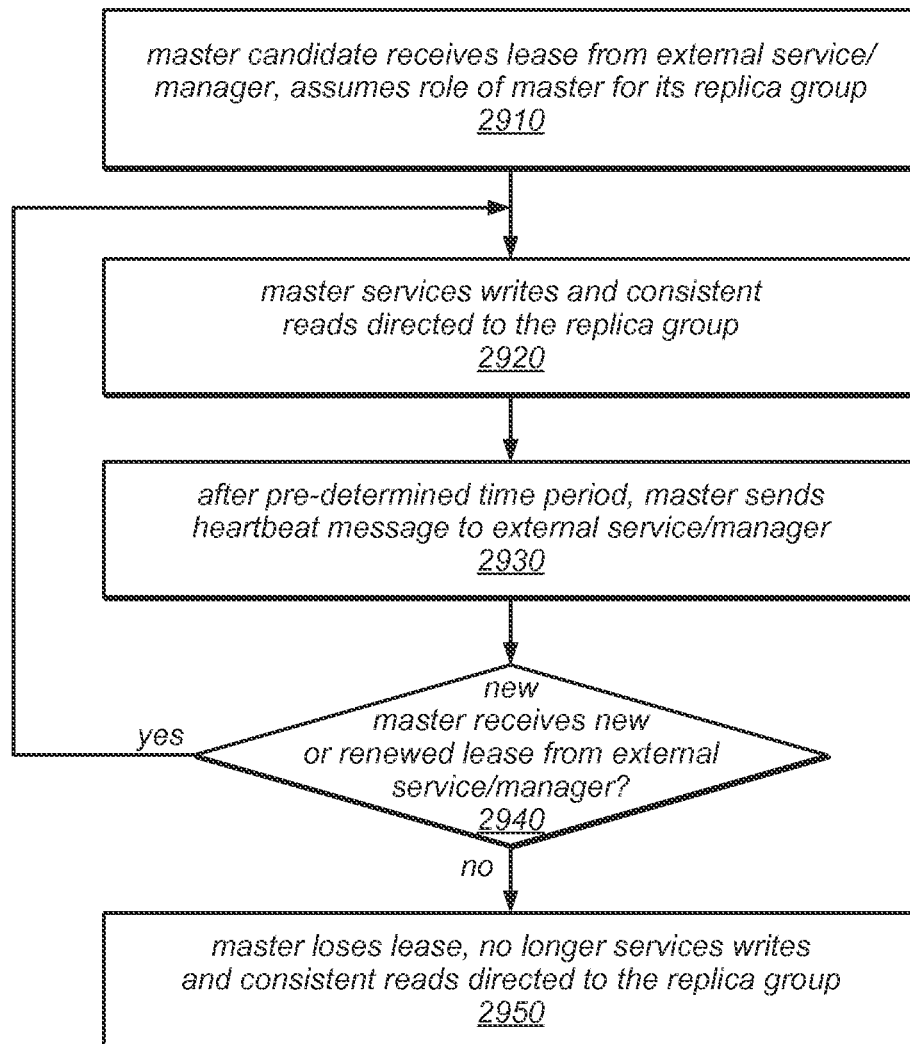 master candidate receives lease from external service/
manager, assumes role of master for its replica group
2910
master services writes and consistent
reads directed to the replica group
2920
after pre-determined time period, master sends
heartbeat message to external service/manager
2930
new
master receives new
or renewed lease from external
service/manager?
2940
yes
no
master loses lease, no longer services writes
and consistent reads directed to the replica group
2950